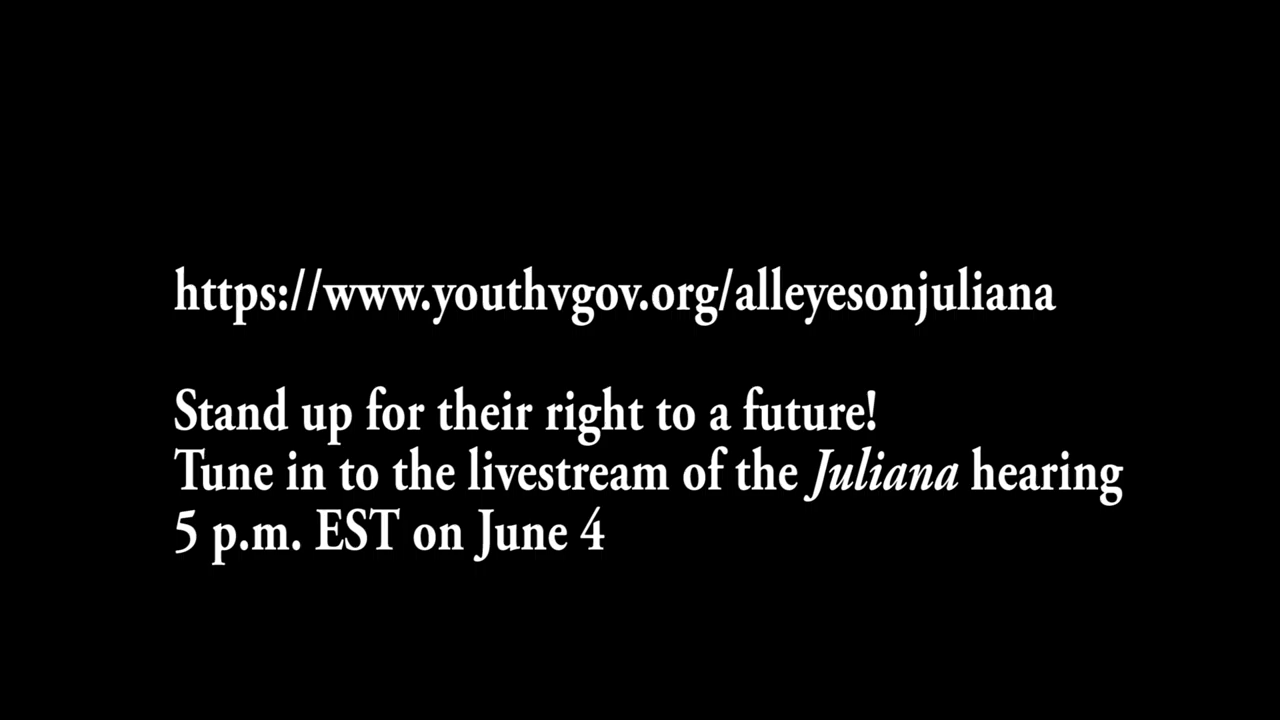 https://www.youthvgov.org/alleyesonjuliana
Stand up for their right to a future!
Tune in to the livestream of the Juliana hearing
5 p.m. EST on June 4